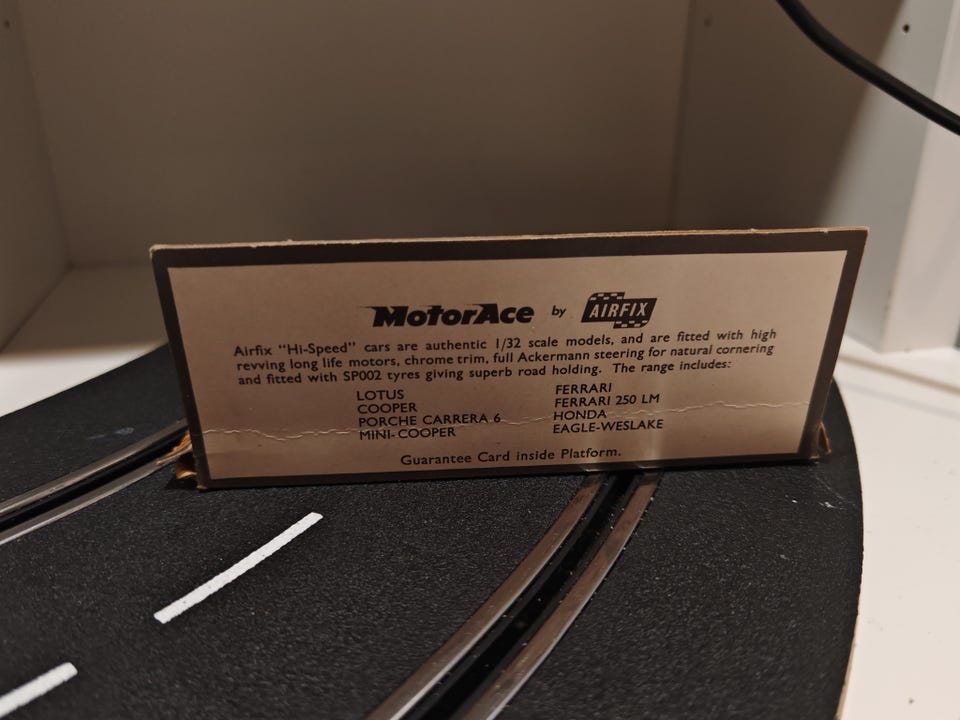 MotorAce by AIRFIX
Airfix "Hi-Speed" cars are authentic 1/32 scale models, and are fitted with high
revving long life motors, chrome trim, full Ackermann steering for natural cornering
and fitted with SP002 tyres giving superb road holding. The range includes:
LOTUS
COOPER
PORCHE CARRERA 6
MINI-COOPER
FERRARI
FERRARI 250 LM
HONDA
EAGLE-WESLAKE
Guarantee Card inside Platform.